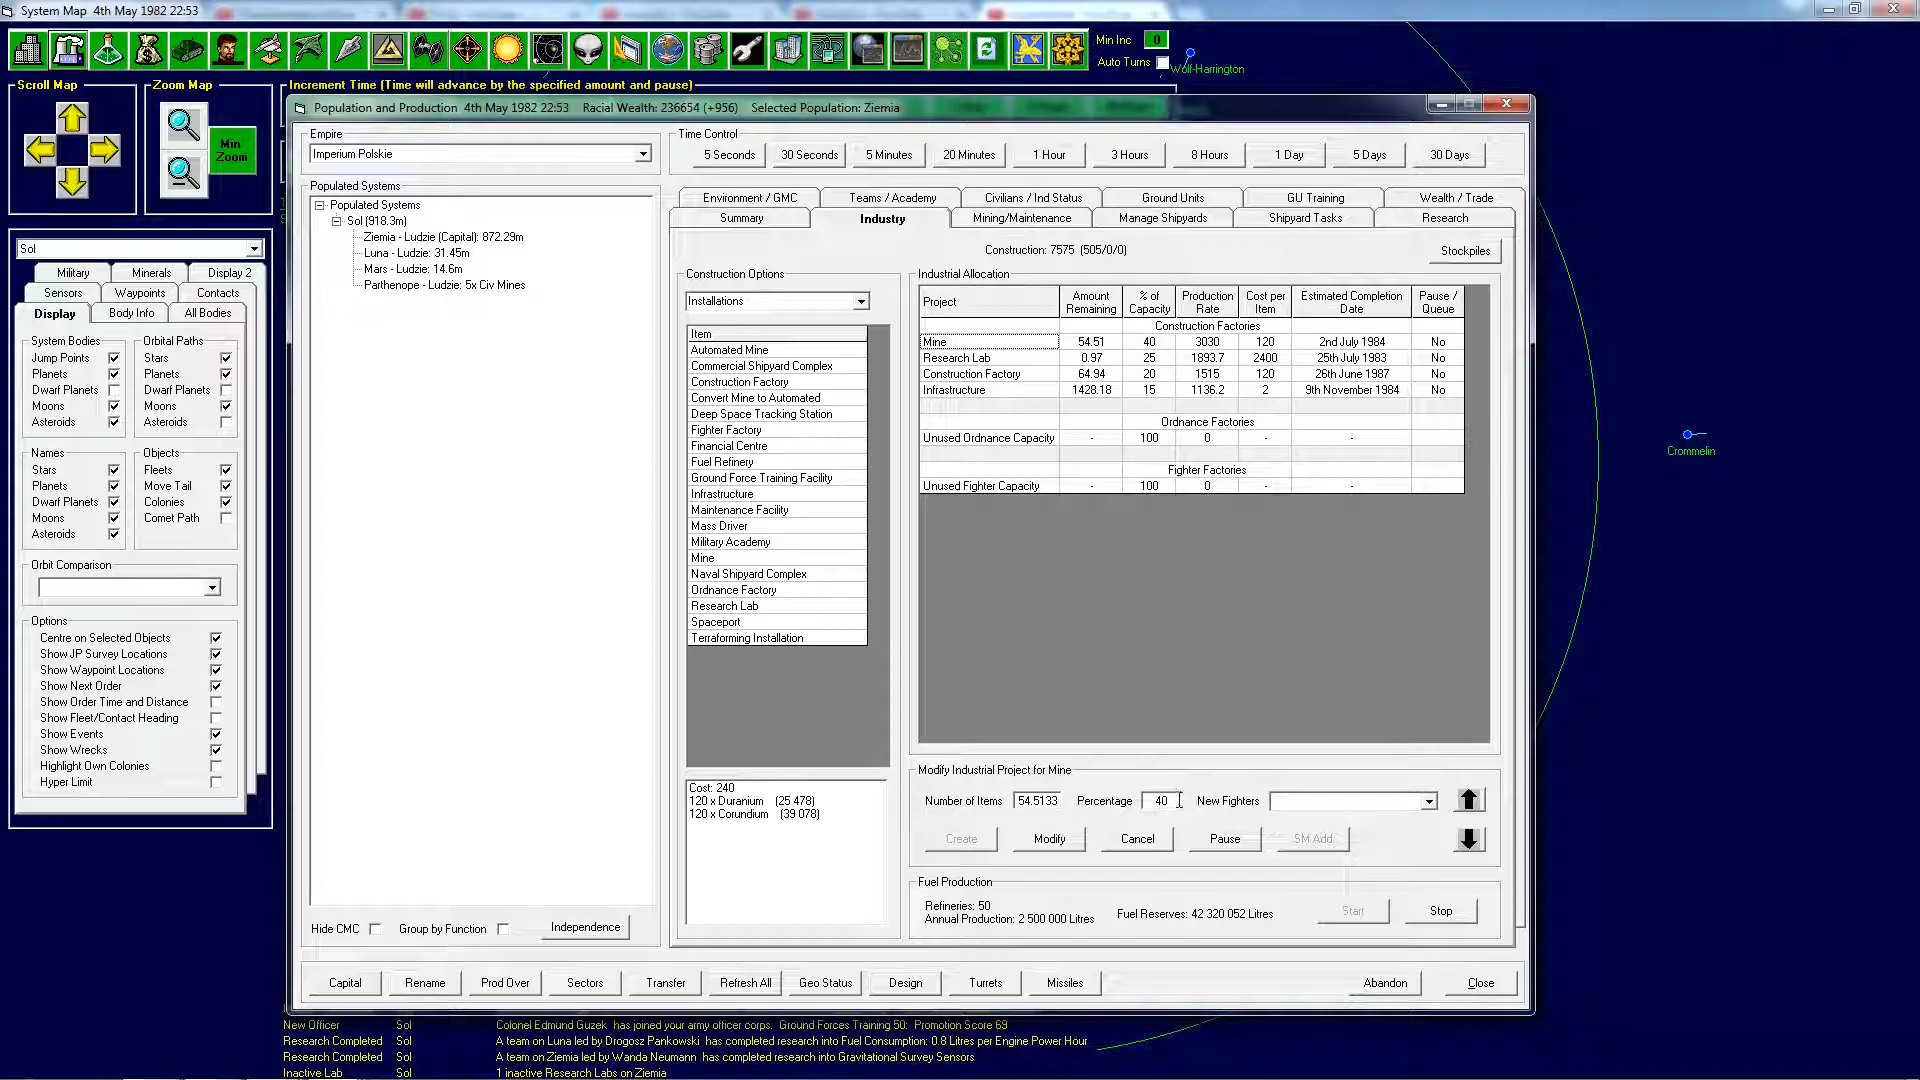 System Map   4th May 1982 22:53
Min Inc 0
Auto Turns
Wolf-Harrington
Scroll Map
Zoom Map
Min Zoom
Increment Time (Time will advance by the specified amount and pause)
Population and Production   4th May 1982 22:53   Racial Wealth: 236654 (+956)   Selected Population: Ziemia
Empire
Imperium Polskie
Time Control
5 Seconds 30 Seconds 5 Minutes 20 Minutes 1 Hour 3 Hours 8 Hours 1 Day 5 Days 30 Days
Populated Systems
Populated Systems
Sol (918.3m)
Ziemia - Ludzie (Capital): 872.29m
Luna - Ludzie: 31.45m
Mars - Ludzie: 14.6m
Parthenope - Ludzie: 5x Civ Mines
Environment / GMC Teams / Academy Civilians / Ind Status Ground Units GU Training Wealth / Trade
Summary Industry Mining/Maintenance Manage Shipyards Shipyard Tasks Research
Construction: 7575 (505/0/0)
Stockpiles
Construction Options
Installations
Item
Automated Mine
Commercial Shipyard Complex
Construction Factory
Convert Mine to Automated
Deep Space Tracking Station
Fighter Factory
Financial Centre
Fuel Refinery
Ground Force Training Facility
Infrastructure
Maintenance Facility
Mass Driver
Military Academy
Mine
Naval Shipyard Complex
Ordnance Factory
Research Lab
Spaceport
Terraforming Installation
Cost: 240
120 x Duranium (25 478)
120 x Corundium (39 078)
Industrial Allocation
Project Amount Remaining % of Capacity Production Rate Cost per Item Estimated Completion Date Pause / Queue
Construction Factories
Mine 54.51 40 3030 120 2nd July 1984 No
Research Lab 0.97 25 1893.7 2400 25th July 1983 No
Construction Factory 64.94 20 1515 120 26th June 1987 No
Infrastructure 1428.18 15 1136.2 2 9th November 1984 No
Ordnance Factories
Unused Ordnance Capacity - 100 0 - -
Fighter Factories
Unused Fighter Capacity - 100 0 - -
Modify Industrial Project for Mine
Number of Items 54.5133 Percentage 40 New Fighters
Create Modify Cancel Pause SM Add
Fuel Production
Refineries: 50
Annual Production: 2 500 000 Litres
Fuel Reserves: 42 320 052 Litres
Start Stop
Hide CMC Group by Function Independence
Capital Rename Prod Over Sectors Transfer Refresh All Geo Status Design Turrets Missiles Abandon Close
Sol
Military Minerals Display 2
Sensors Waypoints Contacts
Display Body Info All Bodies
System Bodies
Jump Points
Planets
Dwarf Planets
Moons
Asteroids
Orbital Paths
Stars
Planets
Dwarf Planets
Moons
Asteroids
Names
Stars
Planets
Dwarf Planets
Moons
Asteroids
Objects
Fleets
Move Tail
Colonies
Comet Path
Orbit Comparison
Options
Centre on Selected Objects
Show JP Survey Locations
Show Waypoint Locations
Show Next Order
Show Order Time and Distance
Show Fleet/Contact Heading
Show Events
Show Wrecks
Highlight Own Colonies
Hyper Limit
Crommelin
New Officer Sol Colonel Edmund Guzek has joined your army officer corps. Ground Forces Training 50: Promotion Score 69
Research Completed Sol A team on Luna led by Drogosz Pankowski has completed research into Fuel Consumption: 0.8 Litres per Engine Power Hour
Research Completed Sol A team on Ziemia led by Wanda Neumann has completed research into Gravitational Survey Sensors
Inactive Lab Sol 1 inactive Research Labs on Ziemia